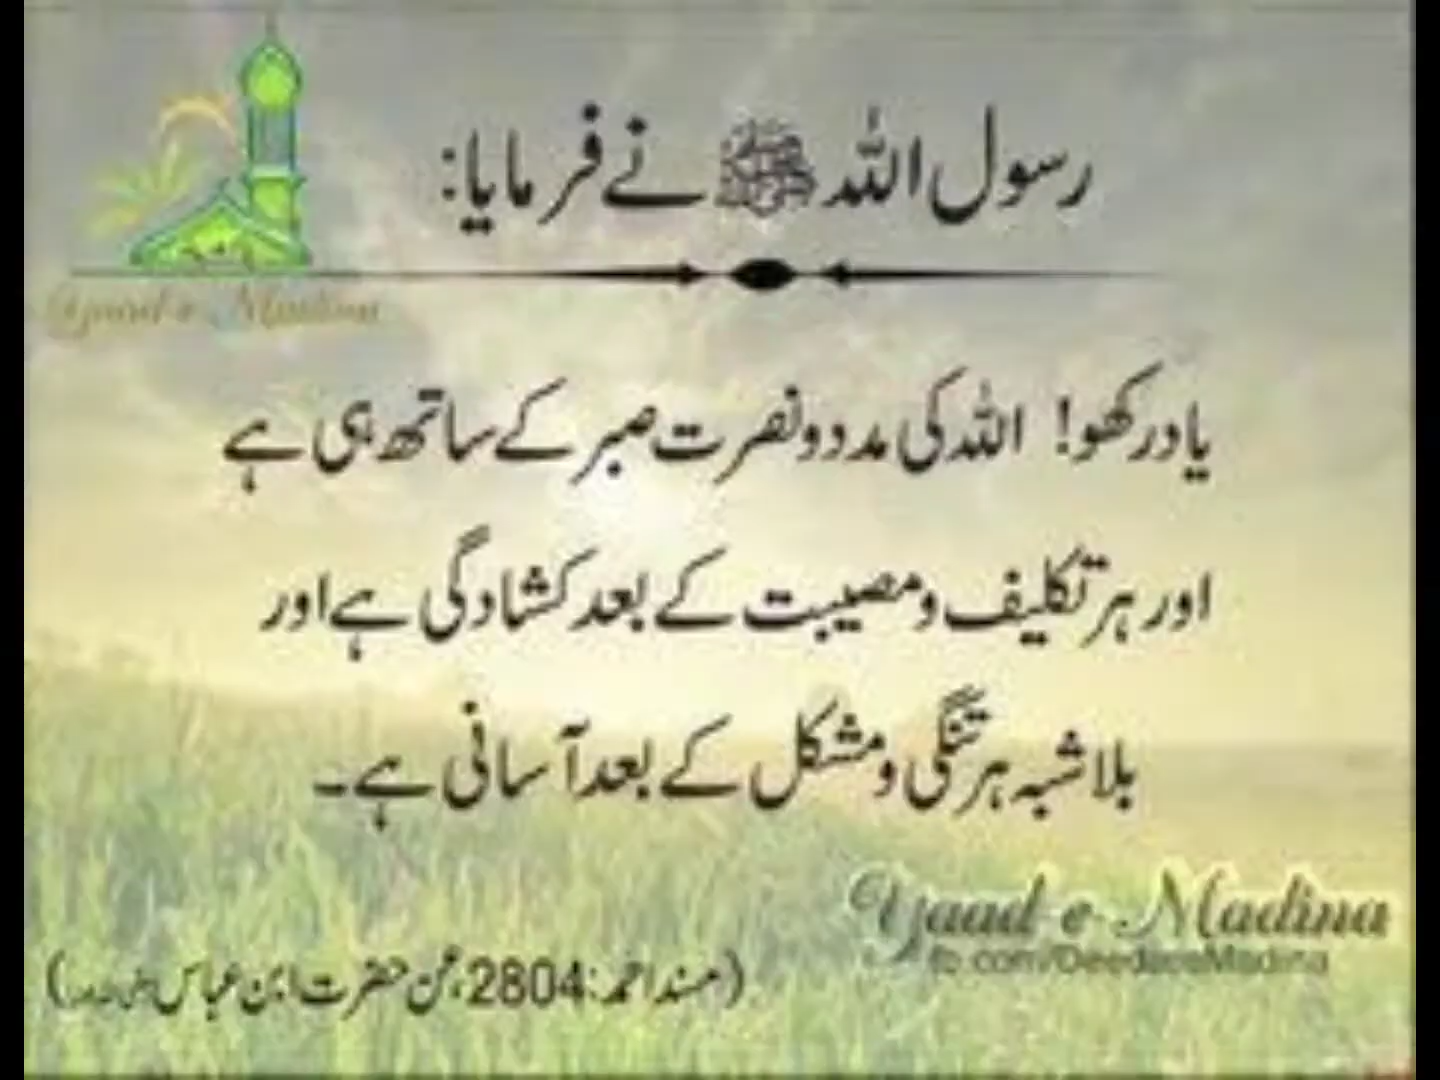 رسول اللہ ﷺ نے فرمایا:
Yaad-e-Madina
یاد رکھو! اللہ کی مدد و نصرت صبر کے ساتھ ہی ہے
اور ہر تکلیف و مصیبت کے بعد کشادگی ہے اور
بلاشبہ ہر تنگی و مشکل کے بعد آسانی ہے۔
Yaad-e-Madina
fb.com/DeedareMadina
(مسند احمد: 2804، عن حضرت ابن عباس)